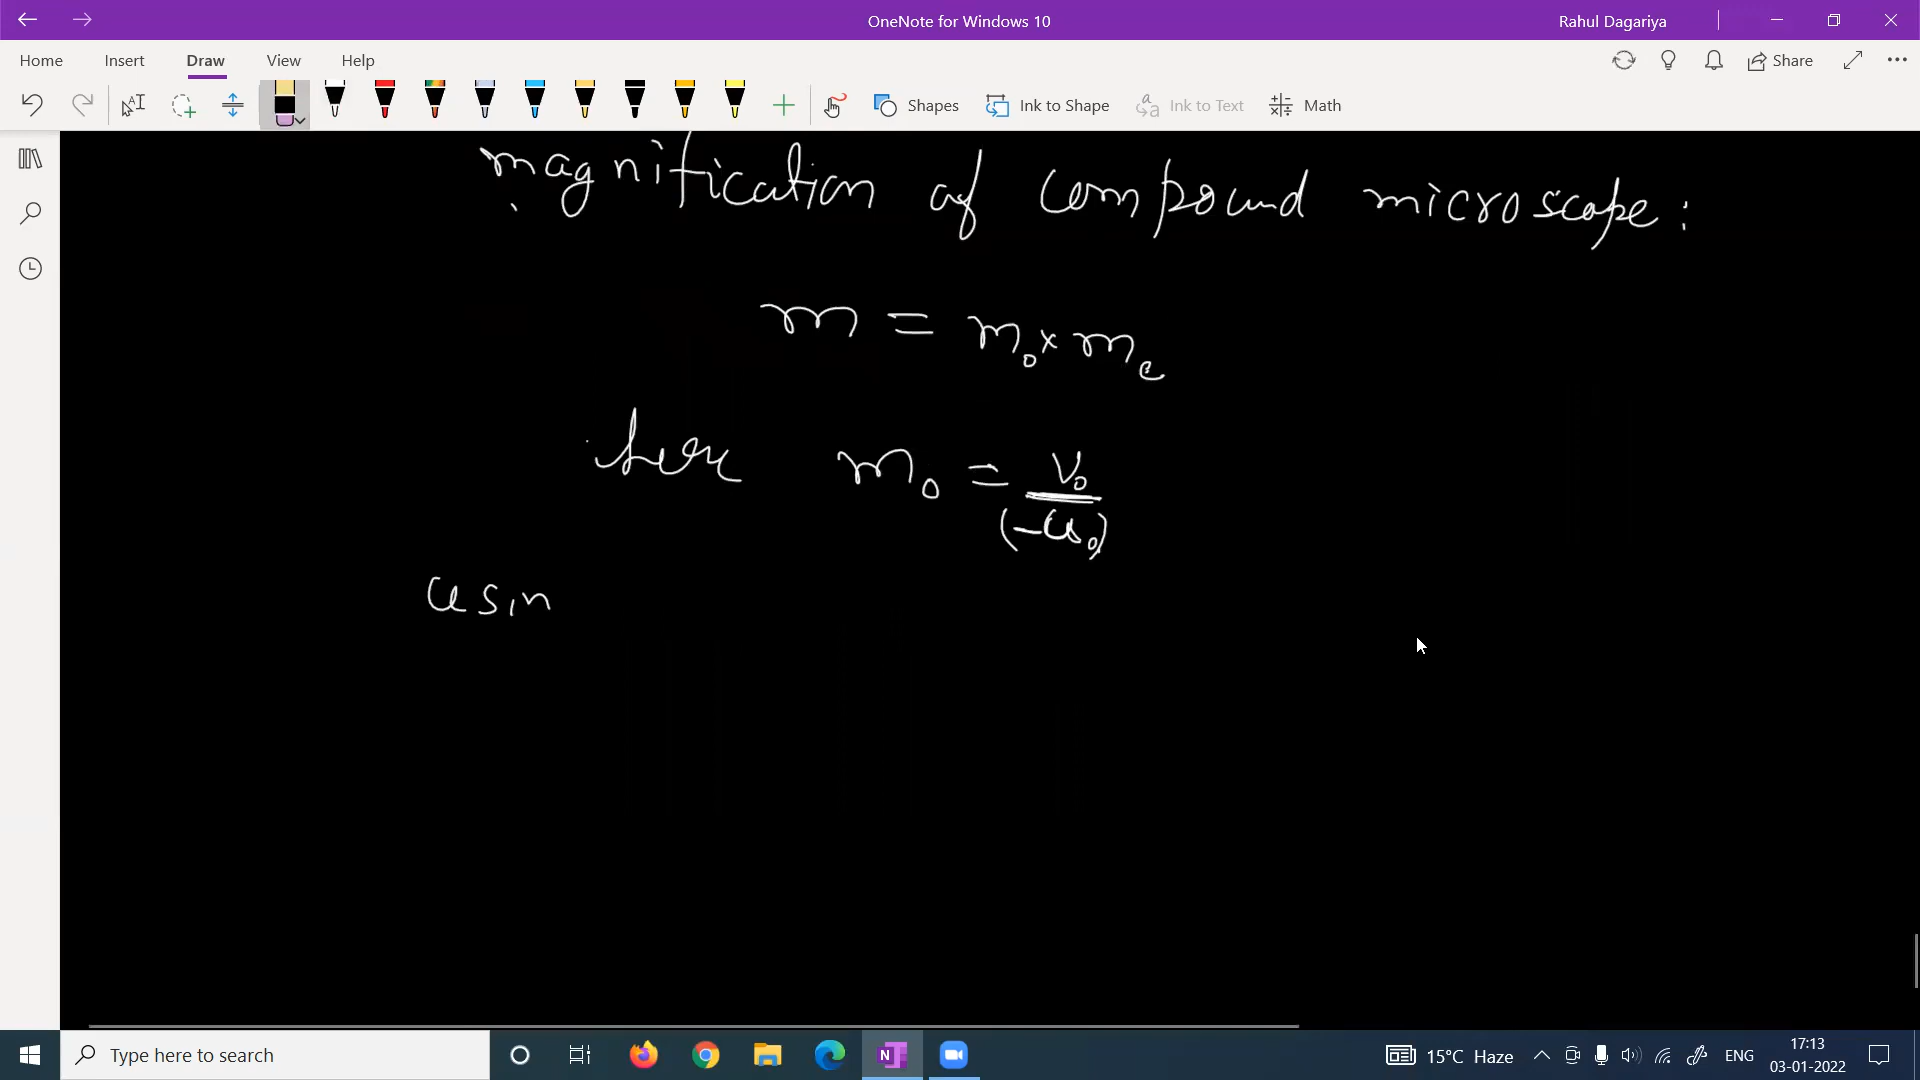 OneNote for Windows 10 Rahul Dagariya
Home Insert Draw View Help Share
Shapes Ink to Shape Ink to Text Math
magnification of compound microscope:
m = m₀ × mₑ
here m₀ = v₀ / (-u₀)
usin
Type here to search 15°C Haze ENG 17:13
03-01-2022